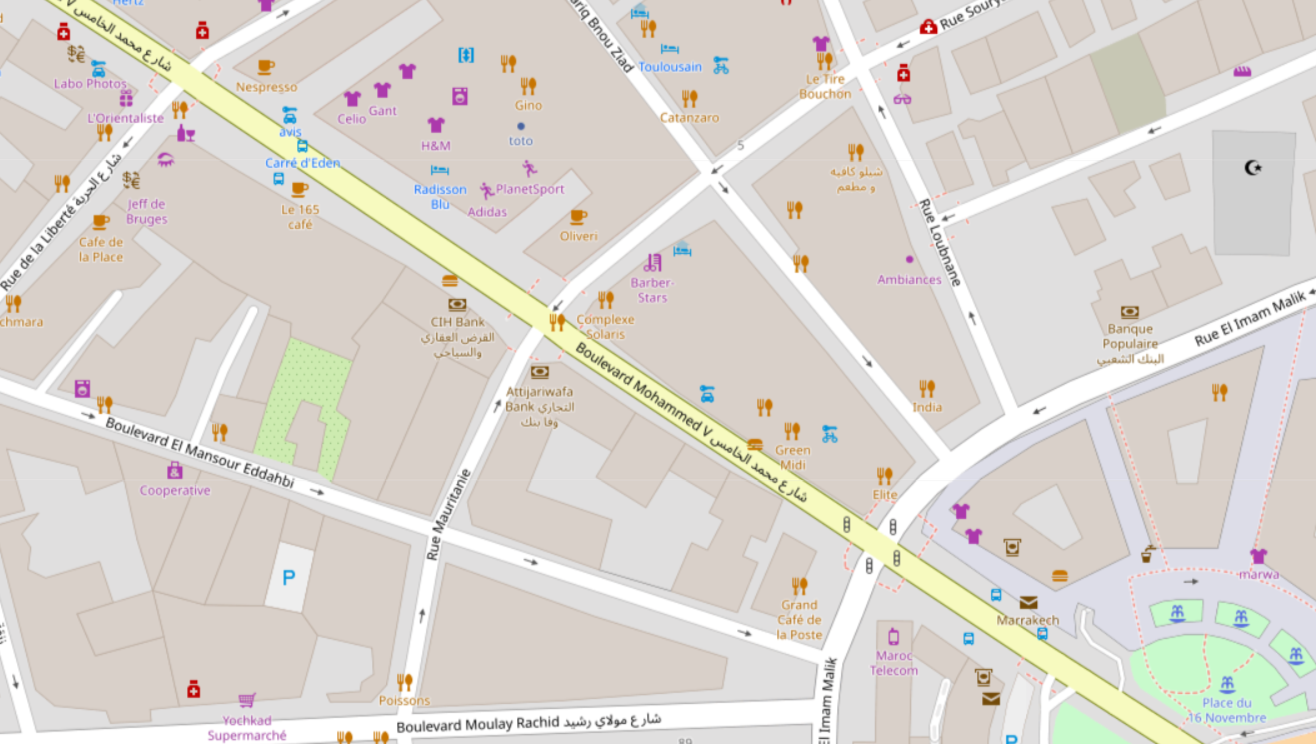 Hertz
شارع محمد الخامس
Labo Photos
L'Orientaliste
Nespresso
avis
Carré d'Eden
Celio
Gant
H&M
Gino
toto
Radisson
Blu
PlanetSport
Adidas
Toulousain
Catanzaro
Le Tire
Bouchon
5
شارع الحرية
Rue de la Liberté
Jeff de
Bruges
Cafe de
la Place
Le 165
café
Oliveri
Barber-
Stars
شيلو كافيه
و مطعم
Rue Loubnane
Ambiances
Banque
Populaire
البنك الشعبي
Rue El Imam Malik
CIH Bank
القرض العقاري
والسياحي
Complexe
Solaris
Attijariwafa
Bank التجاري
وفا بنك
Boulevard Mohammed V شارع محمد الخامس
India
Green
Midi
Elite
Boulevard El Mansour Eddahbi
Cooperative
Rue Mauritanie
P
marwa
Marrakech
Grand
Café de
la Poste
Maroc
Telecom
Place du
16 Novembre
El Imam Malik
Poissons
Yochkad
Supermarché
Boulevard Moulay Rachid شارع مولاي رشيد
89
P